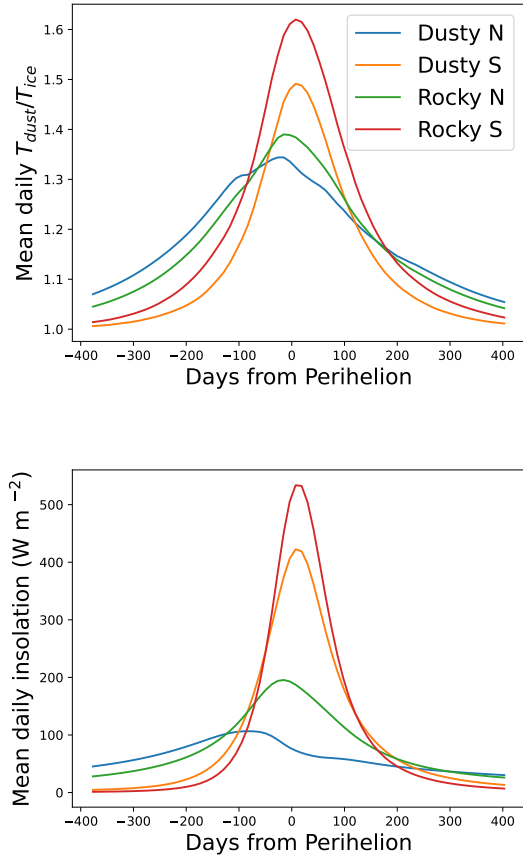 Mean daily T_dust/T_ice
1.6
1.5
1.4
1.3
1.2
1.1
1.0
Dusty N
Dusty S
Rocky N
Rocky S
−400 −300 −200 −100 0 100 200 300 400
Days from Perihelion
Mean daily insolation (W m⁻²)
500
400
300
200
100
0
−400 −300 −200 −100 0 100 200 300 400
Days from Perihelion